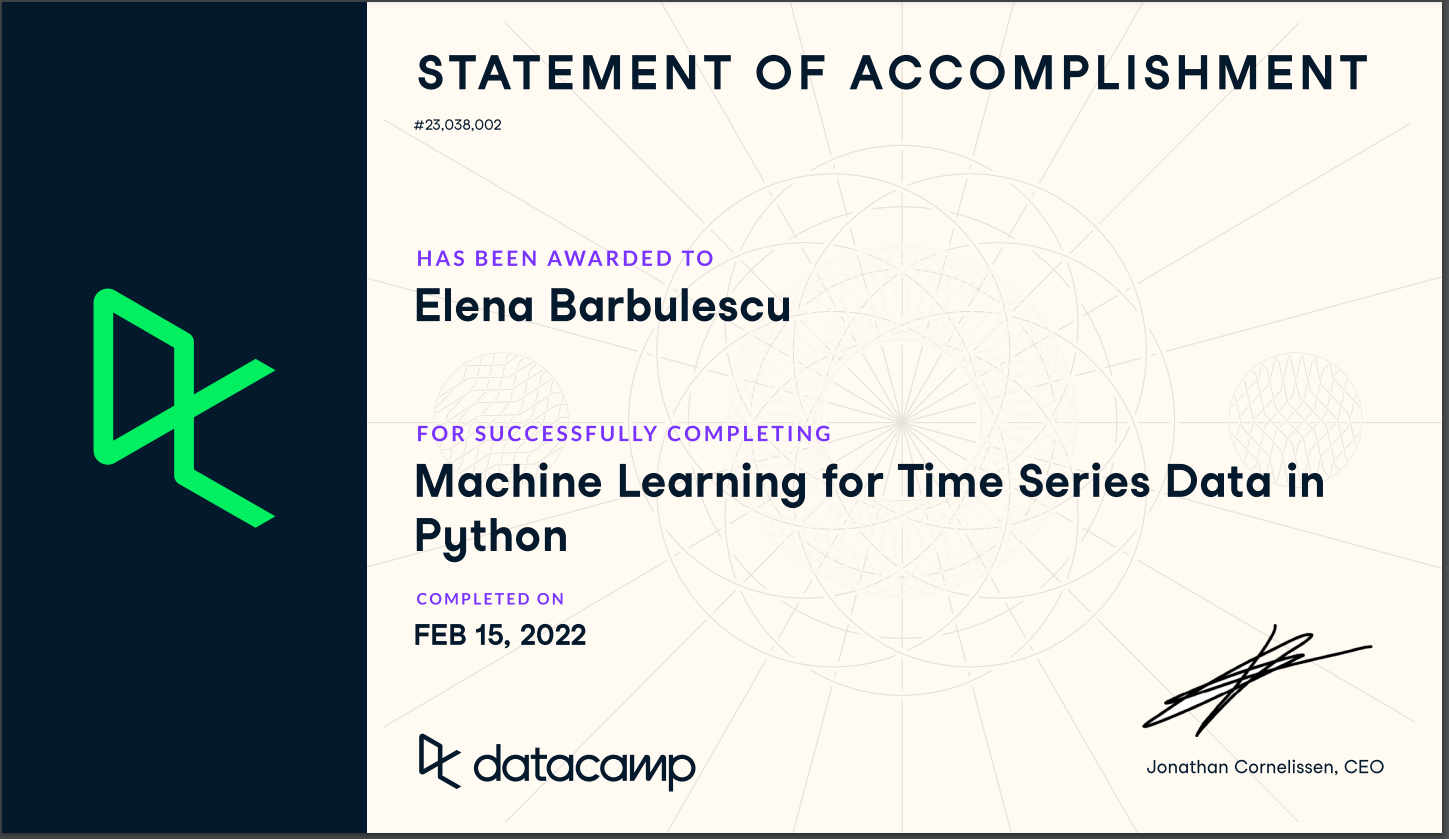 STATEMENT OF ACCOMPLISHMENT
#23,038,002
HAS BEEN AWARDED TO
Elena Barbulescu
FOR SUCCESSFULLY COMPLETING
Machine Learning for Time Series Data in
Python
COMPLETED ON
FEB 15, 2022
datacamp
Jonathan Cornelissen, CEO